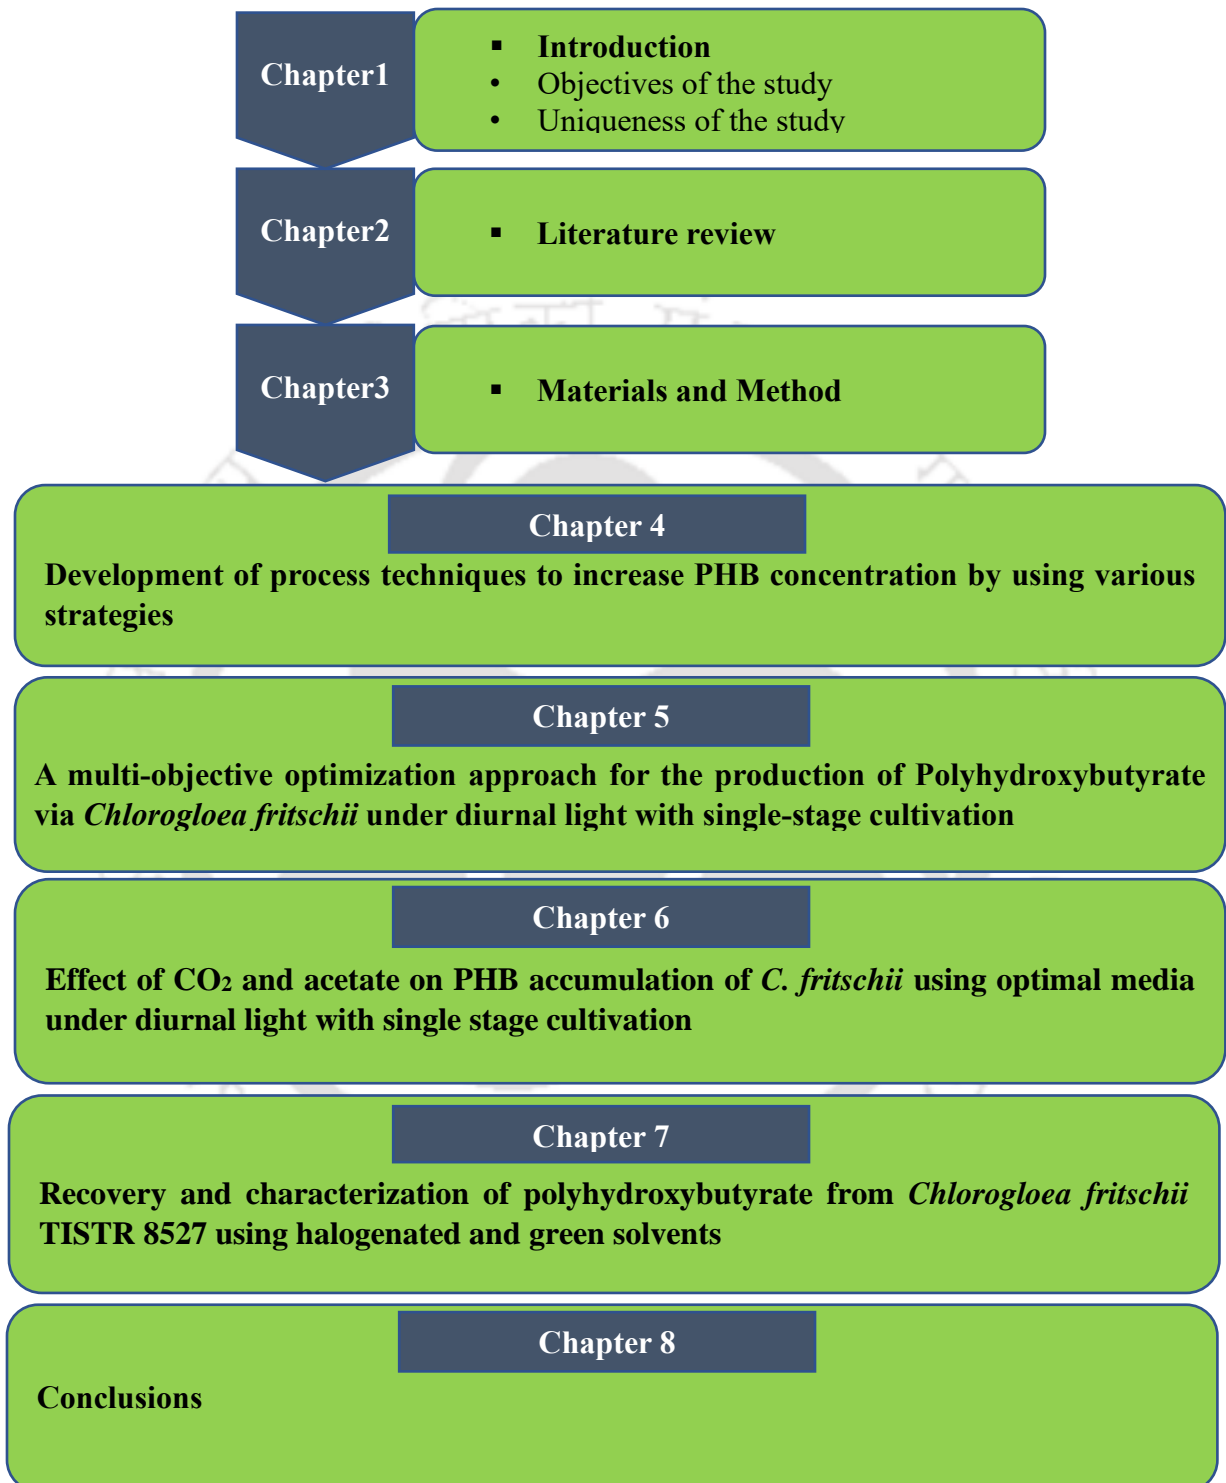 Chapter1
▪ Introduction
• Objectives of the study
• Uniqueness of the study
Chapter2
▪ Literature review
Chapter3
▪ Materials and Method
Chapter 4
Development of process techniques to increase PHB concentration by using various
strategies
Chapter 5
A multi-objective optimization approach for the production of Polyhydroxybutyrate
via Chlorogloea fritschii under diurnal light with single-stage cultivation
Chapter 6
Effect of CO₂ and acetate on PHB accumulation of C. fritschii using optimal media
under diurnal light with single stage cultivation
Chapter 7
Recovery and characterization of polyhydroxybutyrate from Chlorogloea fritschii
TISTR 8527 using halogenated and green solvents
Chapter 8
Conclusions